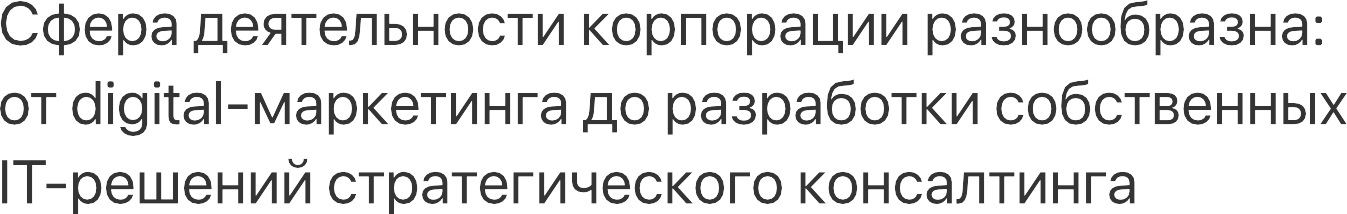 Сфера деятельности корпорации разнообразна:
от digital-маркетинга до разработки собственных
IT-решений стратегического консалтинга